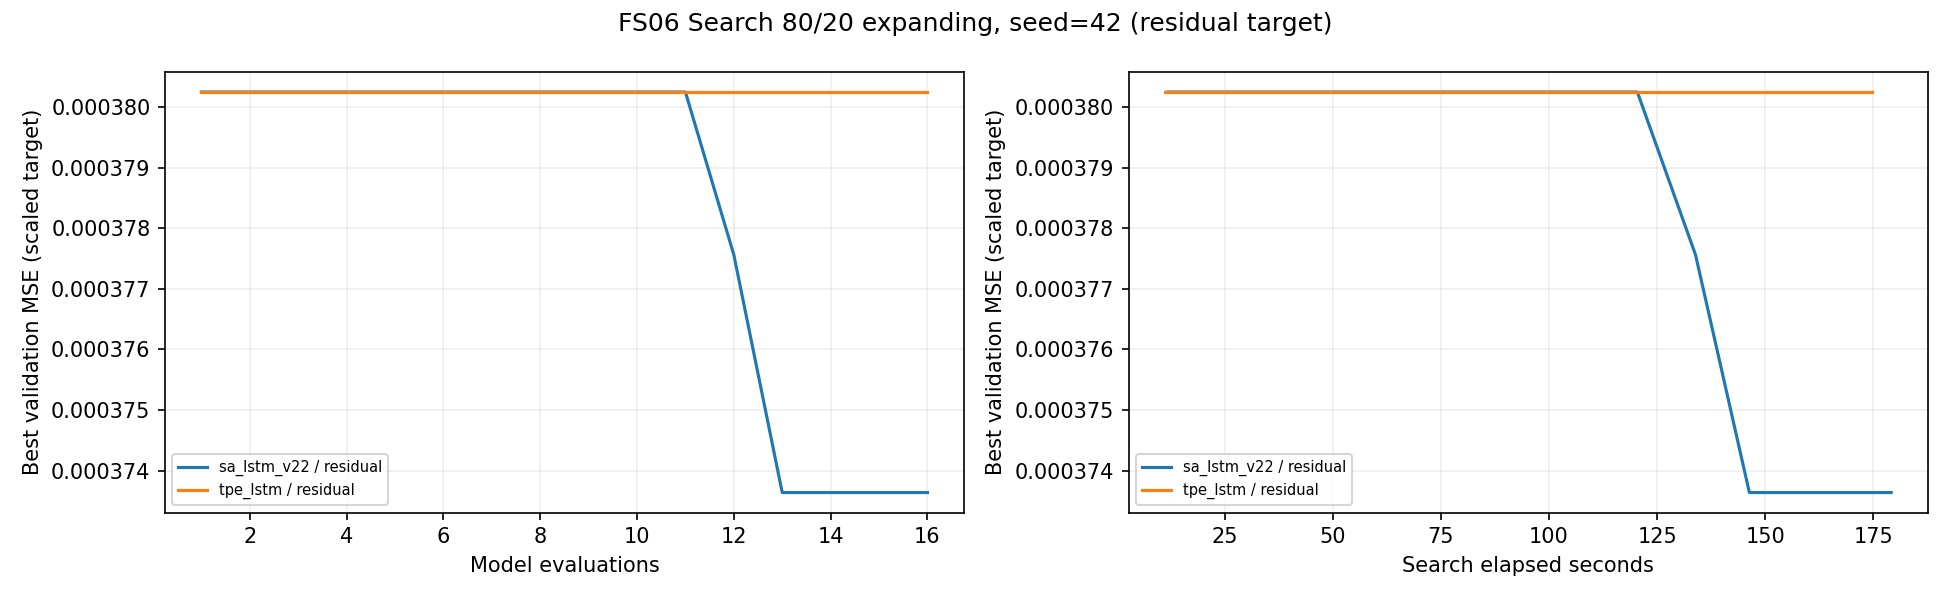 FS06 Search 80/20 expanding, seed=42 (residual target)
Best validation MSE (scaled target)
0.000380
0.000379
0.000378
0.000377
0.000376
0.000375
0.000374
sa_lstm_v22 / residual
tpe_lstm / residual
2 4 6 8 10 12 14 16
Model evaluations
Best validation MSE (scaled target)
0.000380
0.000379
0.000378
0.000377
0.000376
0.000375
0.000374
sa_lstm_v22 / residual
tpe_lstm / residual
25 50 75 100 125 150 175
Search elapsed seconds